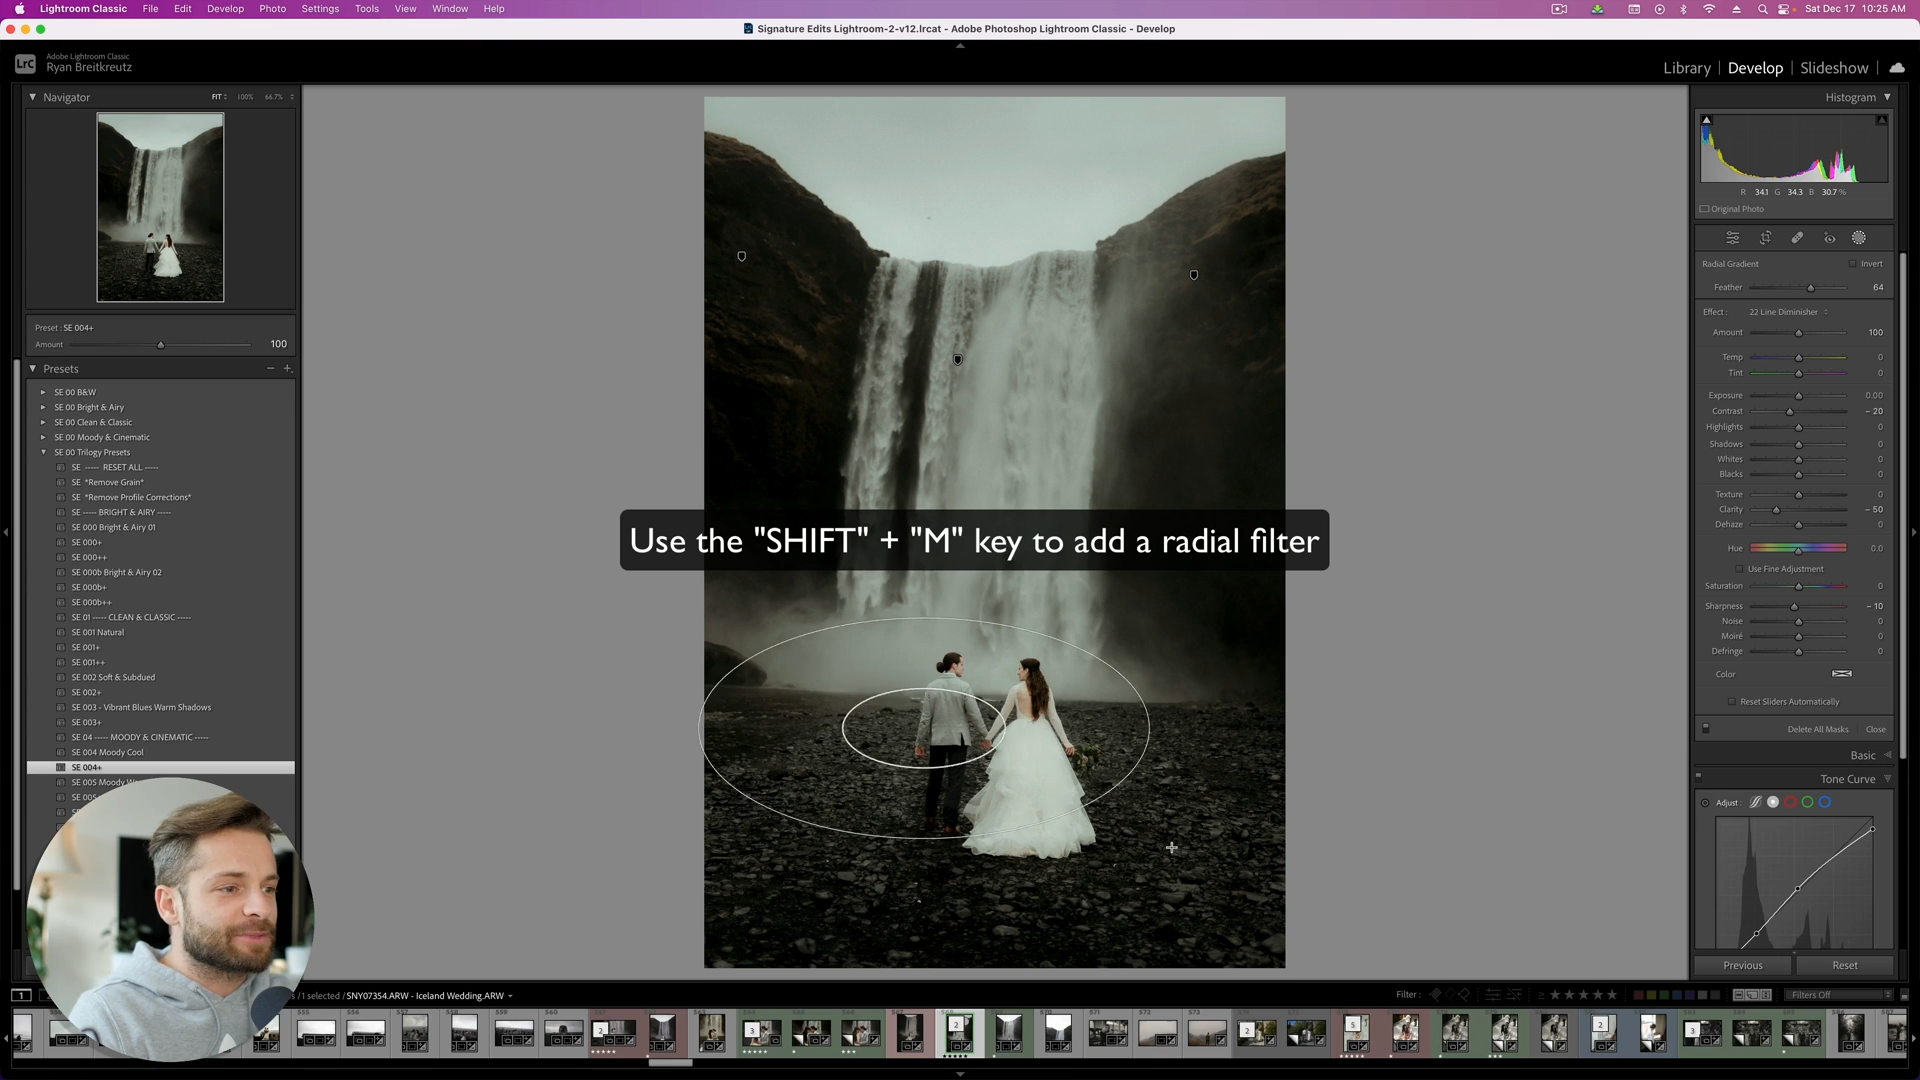 Lightroom Classic File Edit Develop Photo Settings Tools View Window Help
Sat Dec 17 10:25 AM
Signature Edits Lightroom-2-v12.lrcat - Adobe Photoshop Lightroom Classic - Develop
LrC
Adobe Lightroom Classic
Ryan Breitkreutz
Library | Develop | Slideshow |
Navigator FIT 100% 66.7%
Preset : SE 004+
Amount 100
Presets
SE 00 B&W
SE 00 Bright & Airy
SE 00 Clean & Classic
SE 00 Moody & Cinematic
SE 00 Trilogy Presets
SE ----- RESET ALL -----
SE *Remove Grain*
SE *Remove Profile Corrections*
SE ----- BRIGHT & AIRY -----
SE 000 Bright & Airy 01
SE 000+
SE 000++
SE 000b Bright & Airy 02
SE 000b+
SE 000b++
SE 01 ----- CLEAN & CLASSIC -----
SE 001 Natural
SE 001+
SE 001++
SE 002 Soft & Subdued
SE 002+
SE 003 - Vibrant Blues Warm Shadows
SE 003+
SE 04 ----- MOODY & CINEMATIC -----
SE 004 Moody Cool
SE 004+
SE 005 Moody
SE 005
Use the "SHIFT" + "M" key to add a radial filter
Histogram
R 34.1 G 34.3 B 30.7 %
Original Photo
Radial Gradient Invert
Feather 64
Effect : 22 Line Diminisher
Amount 100
Temp 0
Tint 0
Exposure 0.00
Contrast - 20
Highlights 0
Shadows 0
Whites 0
Blacks 0
Texture 0
Clarity - 50
Dehaze 0
Hue 0.0
Use Fine Adjustment
Saturation 0
Sharpness - 10
Noise 0
Moiré 0
Defringe 0
Color
Reset Sliders Automatically
Delete All Masks Close
Basic
Tone Curve
Adjust :
Previous Reset
1
/1 selected / SNY07354.ARW - Iceland Wedding.ARW
Filter : Filters Off